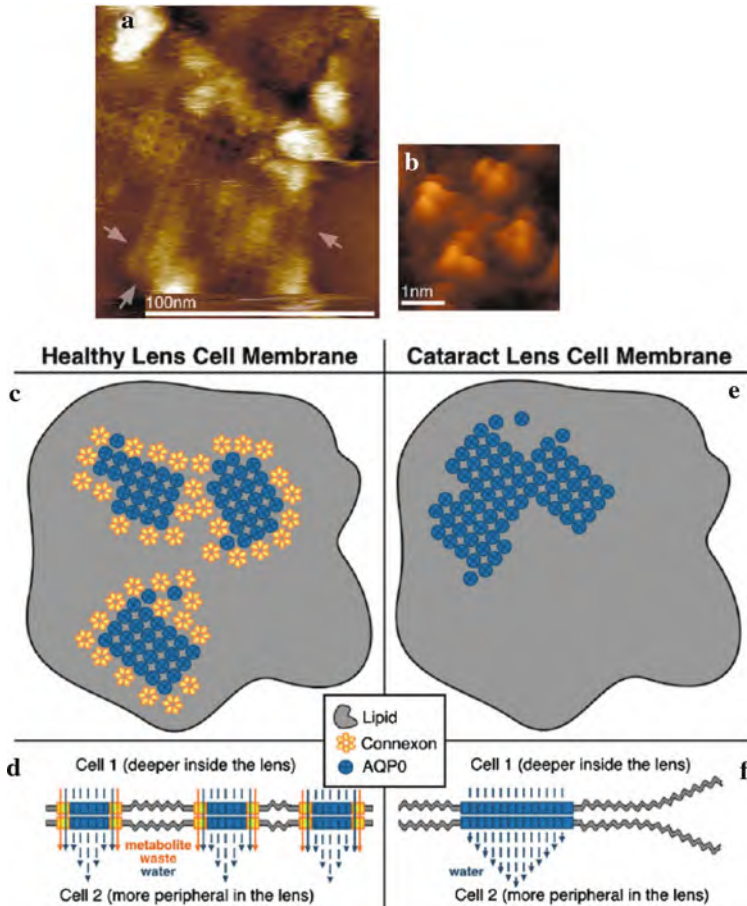 a
b
100nm
1nm
Healthy Lens Cell Membrane
Cataract Lens Cell Membrane
c
e
Lipid
Connexon
AQP0
d
Cell 1 (deeper inside the lens)
metabolite
waste
water
Cell 2 (more peripheral in the lens)
Cell 1 (deeper inside the lens)
f
water
Cell 2 (more peripheral in the lens)